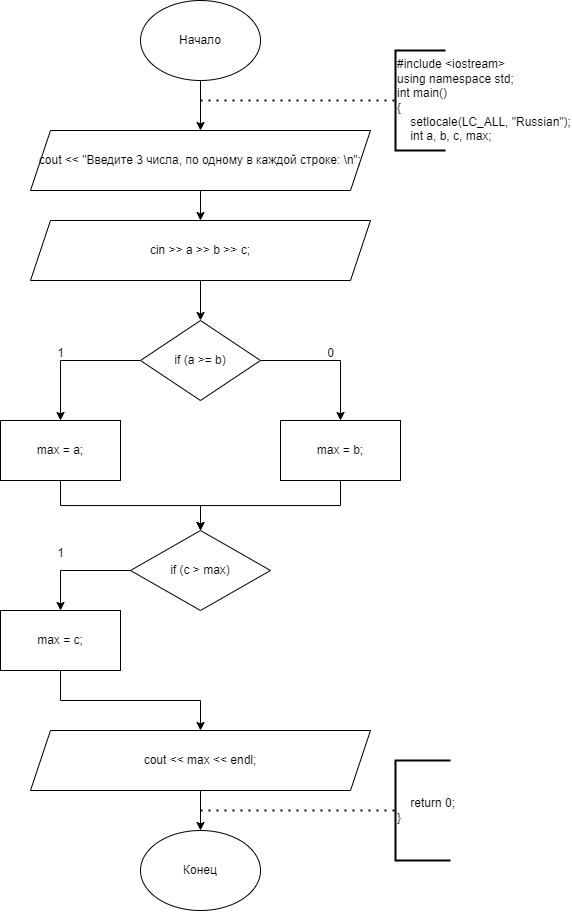 Начало
#include <iostream>
using namespace std;
int main()
{
setlocale(LC_ALL, "Russian");
int a, b, c, max;
cout << "Введите 3 числа, по одному в каждой строке: \n";
cin >> a >> b >> c;
if (a >= b)
1
0
max = a;
max = b;
if (c > max)
1
max = c;
cout << max << endl;
return 0;
}
Конец